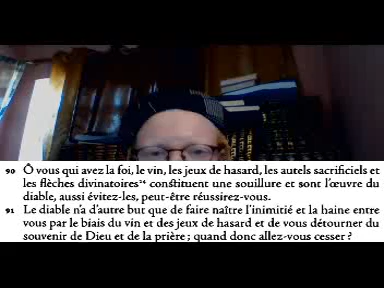 90 Ô vous qui avez la foi, le vin, les jeux de hasard, les autels sacrificiels et
les flèches divinatoires²⁴ constituent une souillure et sont l'œuvre du
diable, aussi évitez-les, peut-être réussirez-vous.
91 Le diable n'a d'autre but que de faire naître l'inimitié et la haine entre
vous par le biais du vin et des jeux de hasard et de vous détourner du
souvenir de Dieu et de la prière ; quand donc allez-vous cesser ?